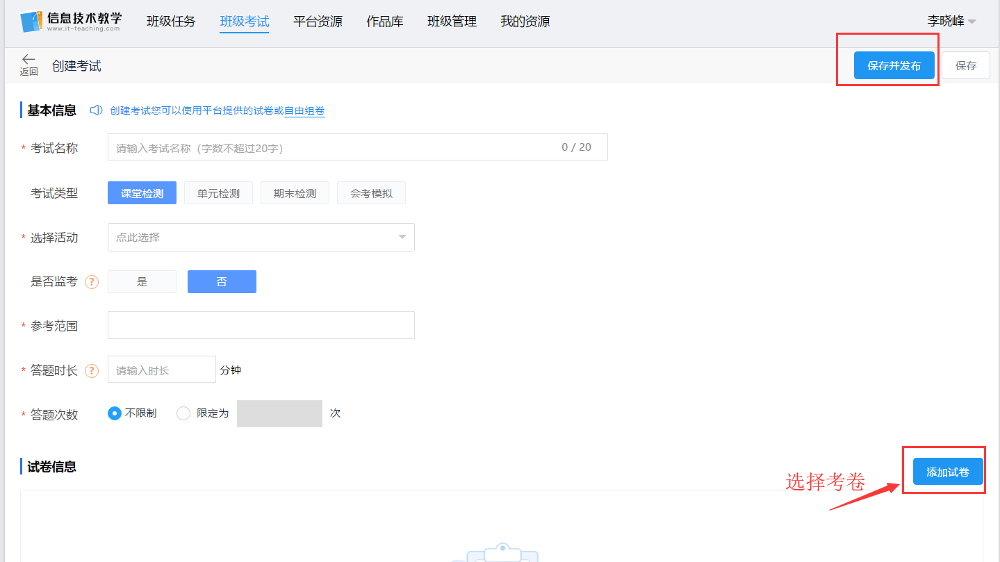 信息技术教学 班级任务 班级考试 平台资源 作品库 班级管理 我的资源 李晓峰
www.it-teaching.com
返回 创建考试 保存并发布 保存
基本信息 创建考试您可以使用平台提供的试卷或自由组卷
* 考试名称 请输入考试名称（字数不超过20字） 0 / 20
考试类型 课堂检测 单元检测 期末检测 会考模拟
* 选择活动 点此选择
是否监考 ? 是 否
* 参考范围
* 答题时长 ? 请输入时长 分钟
* 答题次数 不限制 限定为 次
试卷信息 添加试卷
选择考卷